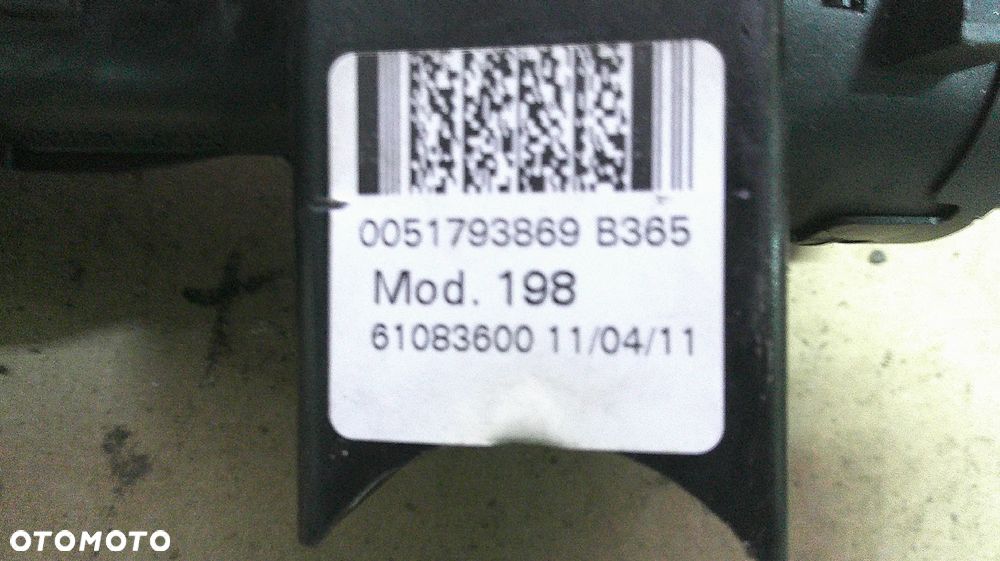 0051793869 B365
Mod. 198
61083600 11/04/11
OTOMOTO